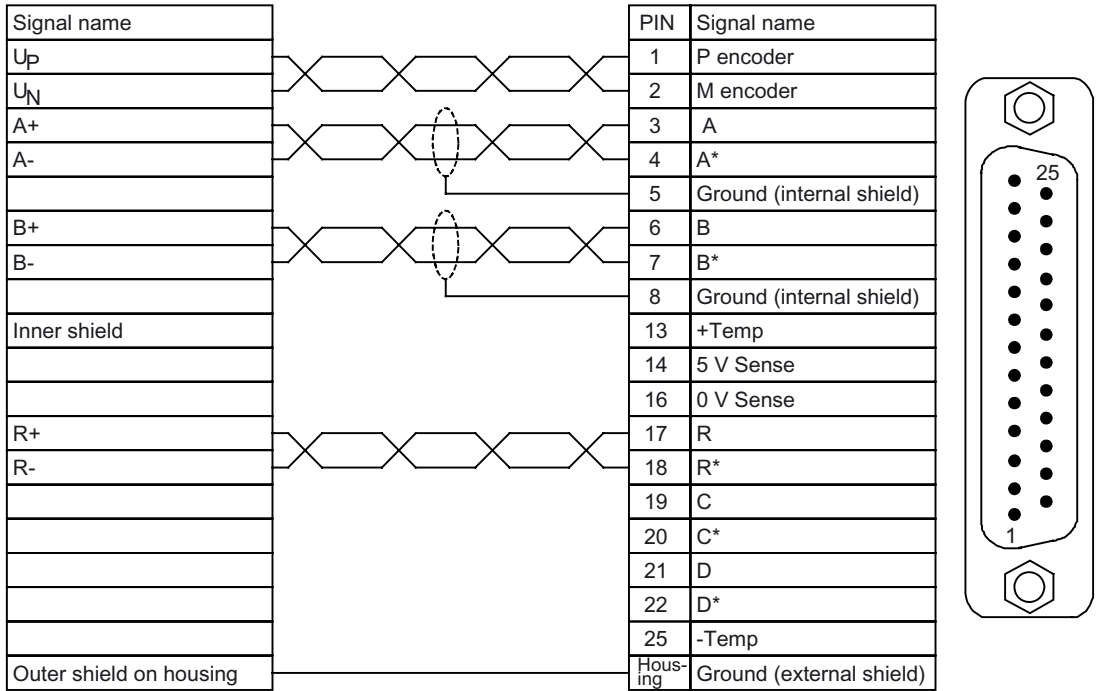 Signal name PIN Signal name
UP 1 P encoder
UN 2 M encoder
A+ 3 A
A- 4 A*
5 Ground (internal shield)
B+ 6 B
B- 7 B*
8 Ground (internal shield)
Inner shield 13 +Temp
14 5 V Sense
16 0 V Sense
R+ 17 R
R- 18 R*
19 C
20 C*
21 D
22 D*
25 -Temp
Outer shield on housing Hous-
ing Ground (external shield)
25
1